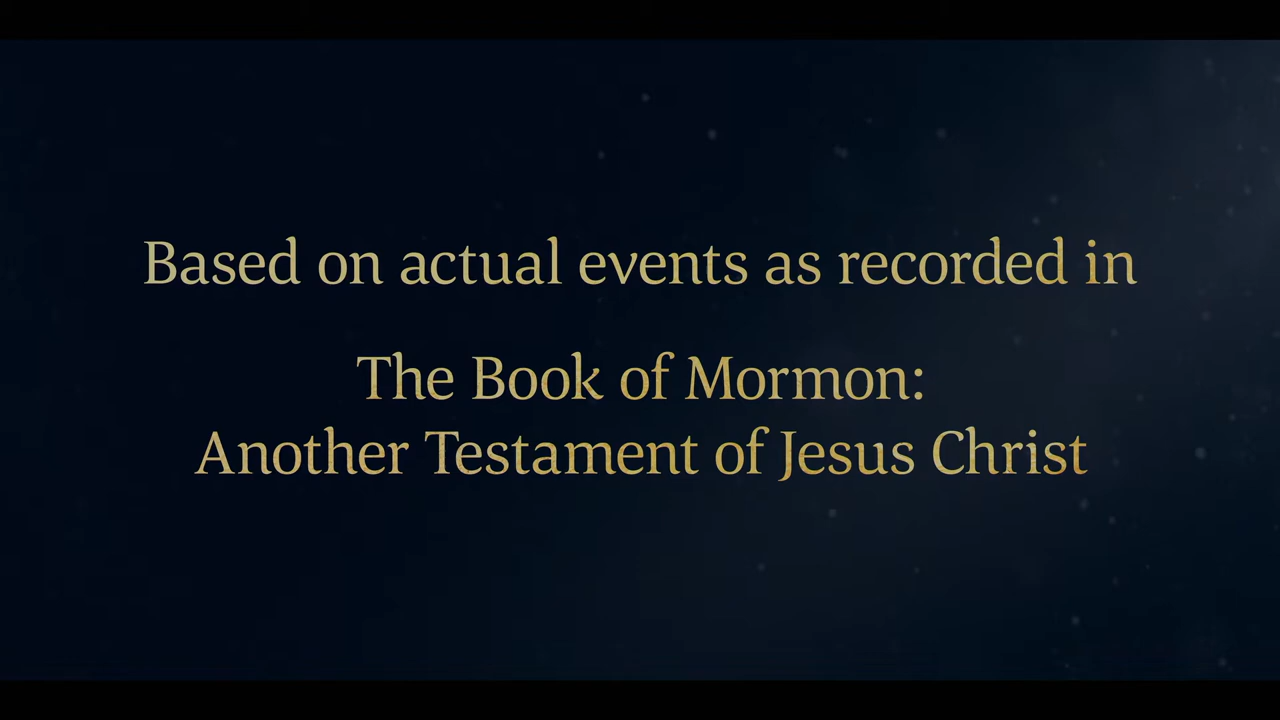 Based on actual events as recorded in
The Book of Mormon:
Another Testament of Jesus Christ